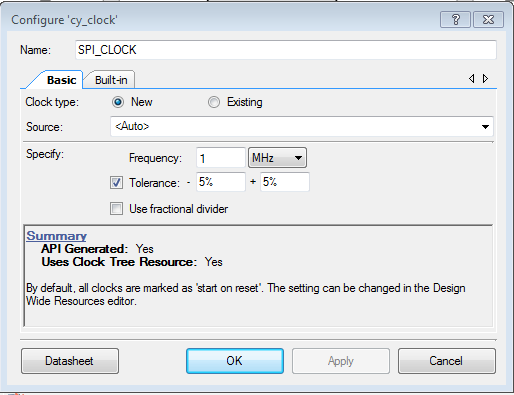 Configure 'cy_clock'
Name: SPI_CLOCK
Basic Built-in
Clock type: New Existing
Source: <Auto>
Specify: Frequency: 1 MHz
Tolerance: - 5% + 5%
Use fractional divider
Summary
API Generated: Yes
Uses Clock Tree Resource: Yes
By default, all clocks are marked as 'start on reset'. The setting can be changed in the Design
Wide Resources editor.
Datasheet OK Apply Cancel